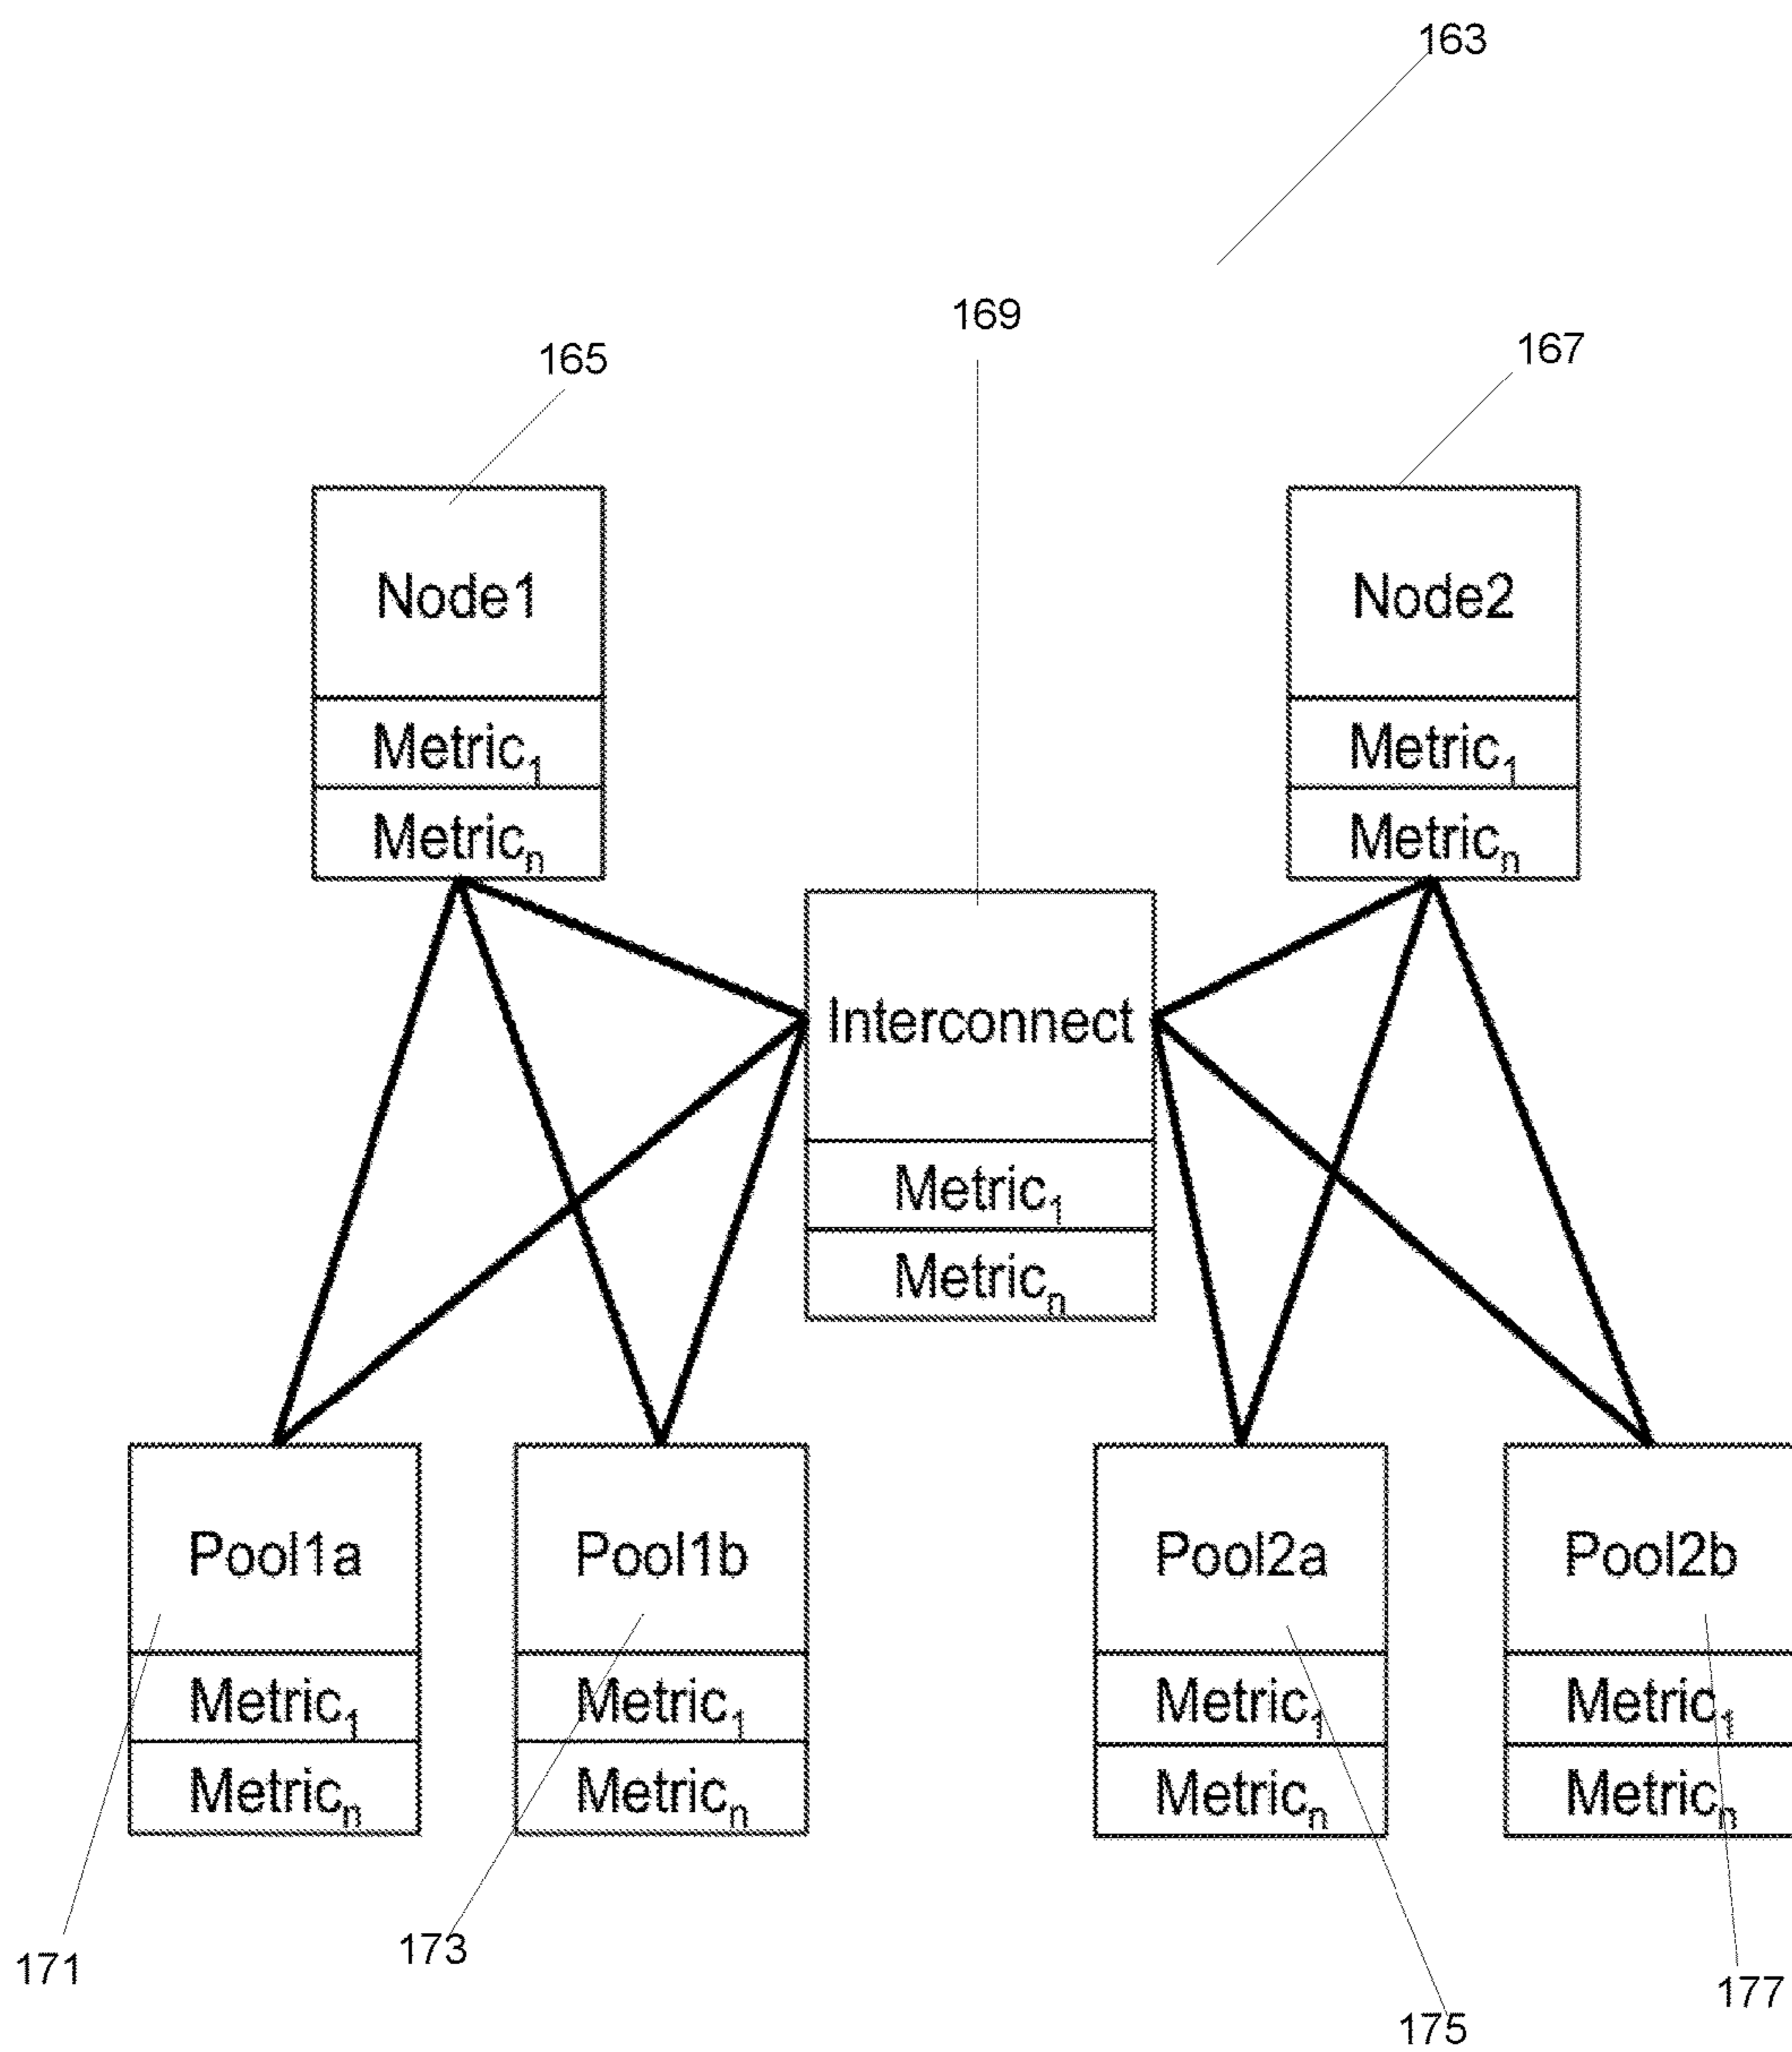 163
169
165
167
Node1
Metric₁
Metricₙ
Node2
Metric₁
Metricₙ
Interconnect
Metric₁
Metricₙ
Pool1a
Metric₁
Metricₙ
Pool1b
Metric₁
Metricₙ
Pool2a
Metric₁
Metricₙ
Pool2b
Metric₁
Metricₙ
171
173
175
177